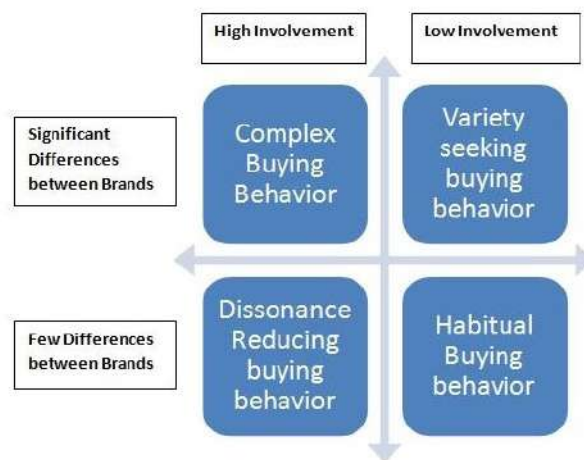 High Involvement
Low Involvement
Significant
Differences
between Brands
Complex
Buying
Behavior
Variety
seeking
buying
behavior
Few Differences
between Brands
Dissonance
Reducing
buying
behavior
Habitual
Buying
behavior